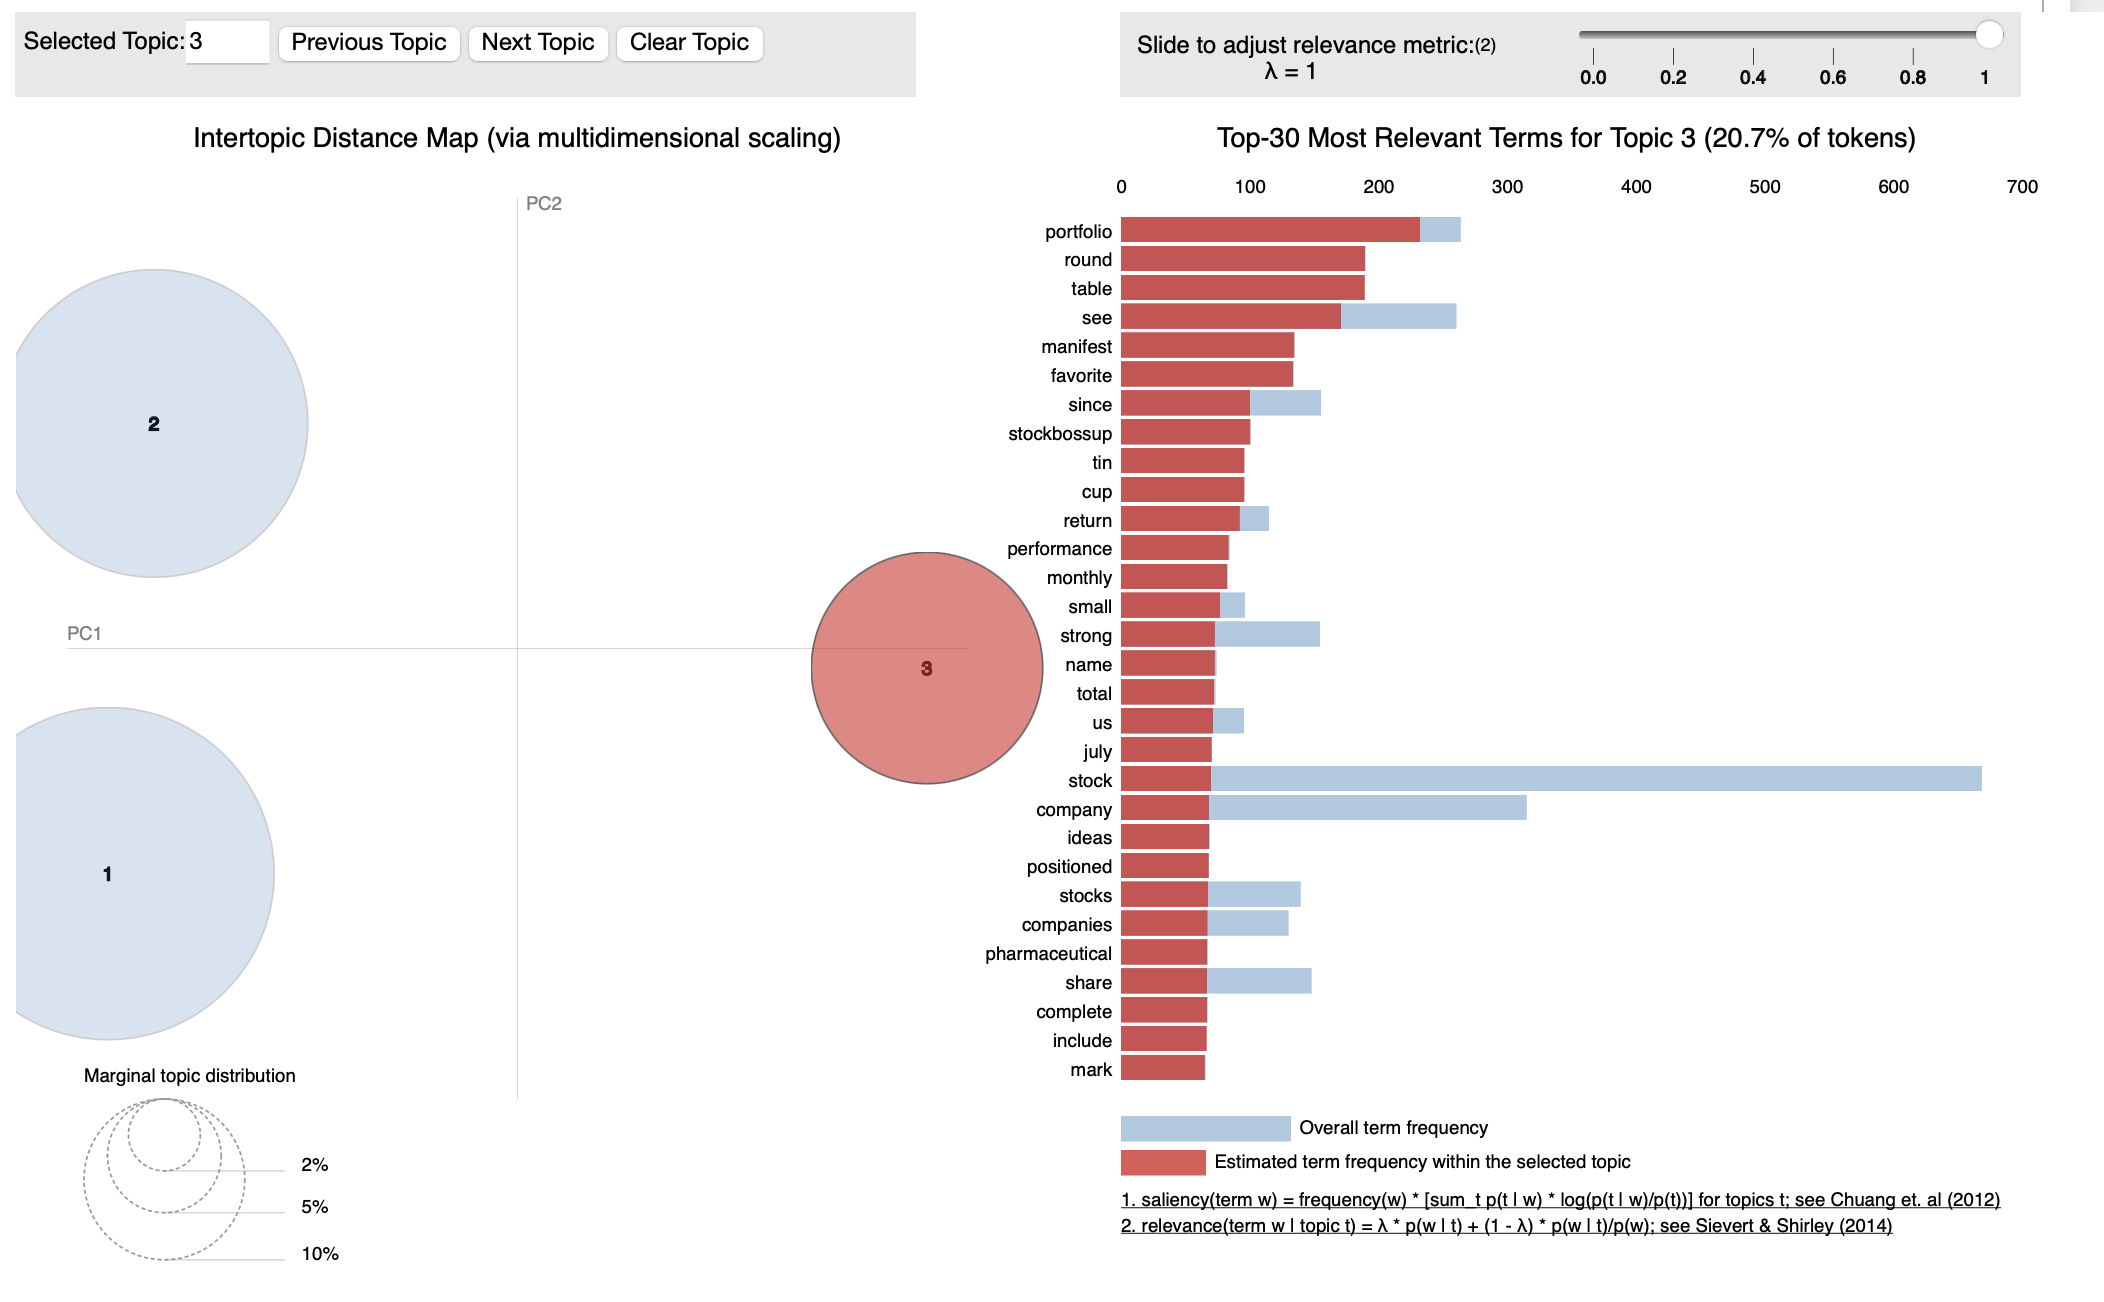 Selected Topic: 3 Previous Topic Next Topic Clear Topic
Slide to adjust relevance metric:(2)
λ = 1
0.0 0.2 0.4 0.6 0.8 1
Intertopic Distance Map (via multidimensional scaling)
PC2
2
PC1
3
1
Marginal topic distribution
2%
5%
10%
Top-30 Most Relevant Terms for Topic 3 (20.7% of tokens)
0 100 200 300 400 500 600 700
portfolio
round
table
see
manifest
favorite
since
stockbossup
tin
cup
return
performance
monthly
small
strong
name
total
us
july
stock
company
ideas
positioned
stocks
companies
pharmaceutical
share
complete
include
mark
Overall term frequency
Estimated term frequency within the selected topic
1. saliency(term w) = frequency(w) * [sum_t p(t | w) * log(p(t | w)/p(t))] for topics t; see Chuang et. al (2012)
2. relevance(term w | topic t) = λ * p(w | t) + (1 - λ) * p(w | t)/p(w); see Sievert & Shirley (2014)